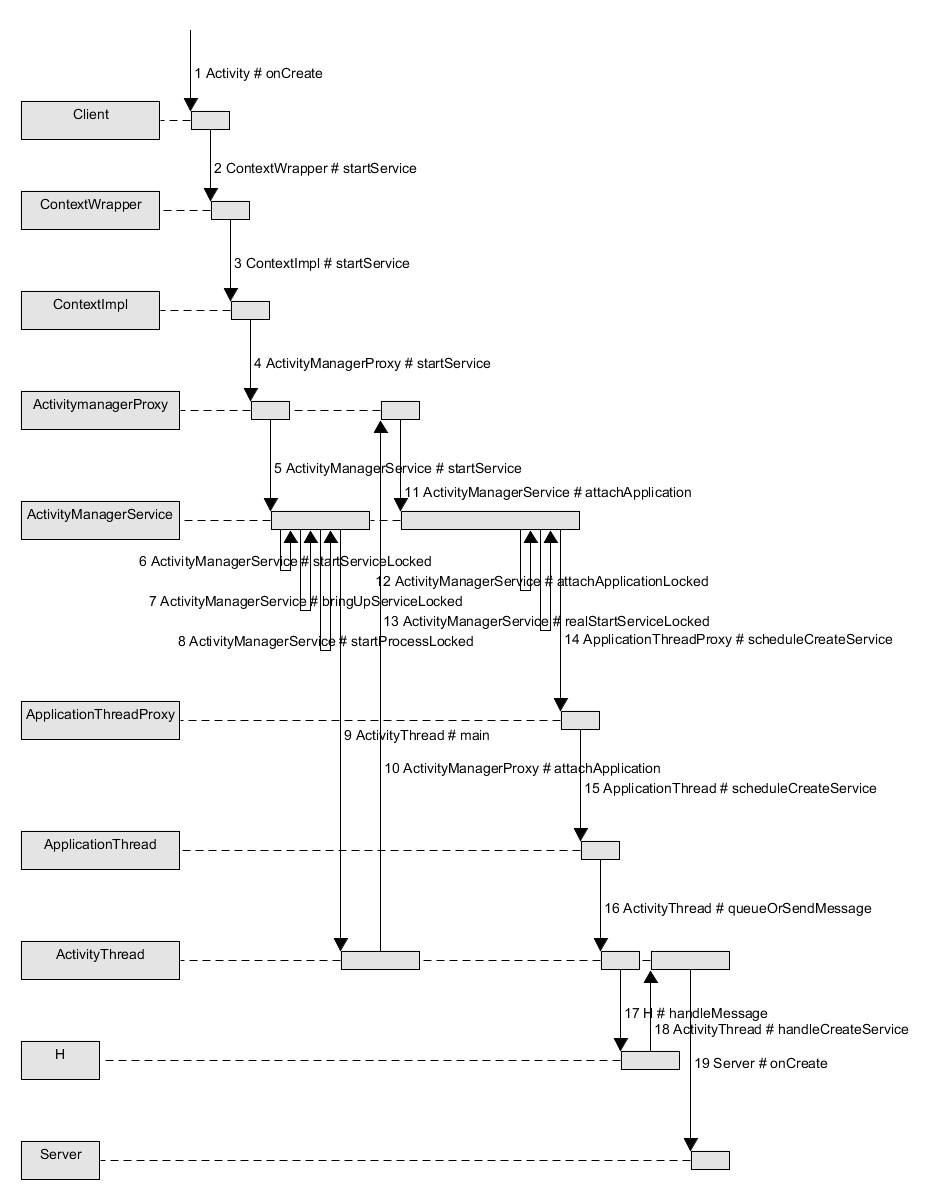 1 Activity # onCreate
Client
2 ContextWrapper # startService
ContextWrapper
3 ContextImpl # startService
ContextImpl
4 ActivityManagerProxy # startService
ActivitymanagerProxy
5 ActivityManagerService # startService
11 ActivityManagerService # attachApplication
ActivityManagerService
6 ActivityManagerService # startServiceLocked
12 ActivityManagerService # attachApplicationLocked
7 ActivityManagerService # bringUpServiceLocked
13 ActivityManagerService # realStartServiceLocked
8 ActivityManagerService # startProcessLocked
14 ApplicationThreadProxy # scheduleCreateService
ApplicationThreadProxy
9 ActivityThread # main
10 ActivityManagerProxy # attachApplication
15 ApplicationThread # scheduleCreateService
ApplicationThread
16 ActivityThread # queueOrSendMessage
ActivityThread
17 H # handleMessage
18 ActivityThread # handleCreateService
H
19 Server # onCreate
Server